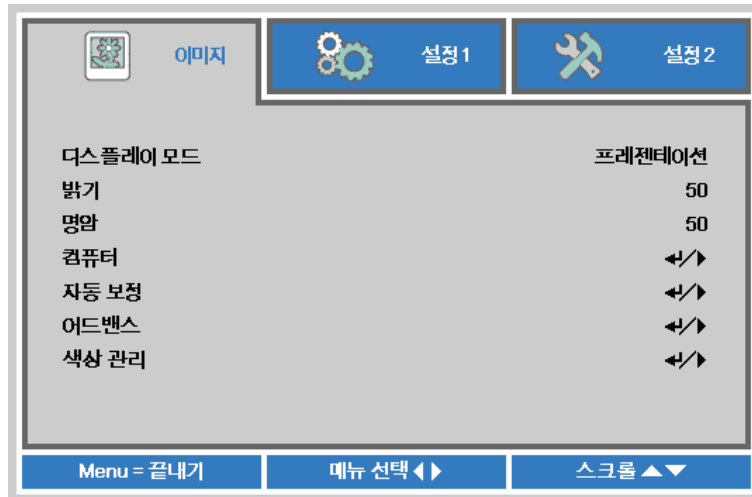 이미지 설정 1 설정 2
디스플레이 모드 프레젠테이션
밝기 50
명암 50
컴퓨터 ↵/▶
자동 보정 ↵/▶
어드밴스 ↵/▶
색상 관리 ↵/▶
Menu = 끝내기 메뉴 선택 ◀ ▶ 스크롤 ▲▼